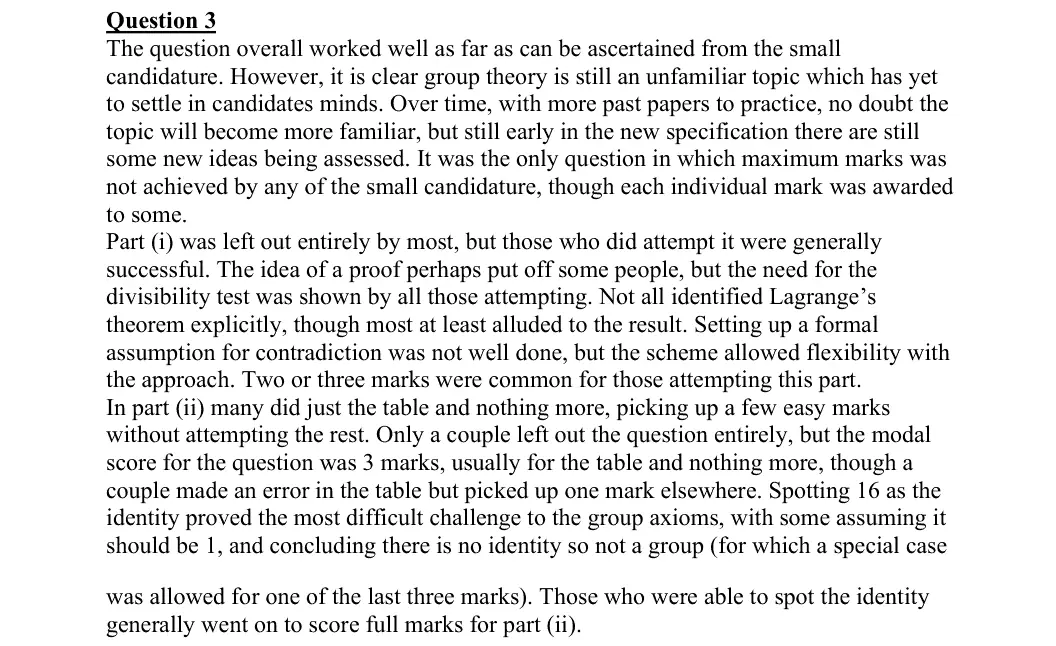 Question 3
The question overall worked well as far as can be ascertained from the small
candidature. However, it is clear group theory is still an unfamiliar topic which has yet
to settle in candidates minds. Over time, with more past papers to practice, no doubt the
topic will become more familiar, but still early in the new specification there are still
some new ideas being assessed. It was the only question in which maximum marks was
not achieved by any of the small candidature, though each individual mark was awarded
to some.
Part (i) was left out entirely by most, but those who did attempt it were generally
successful. The idea of a proof perhaps put off some people, but the need for the
divisibility test was shown by all those attempting. Not all identified Lagrange's
theorem explicitly, though most at least alluded to the result. Setting up a formal
assumption for contradiction was not well done, but the scheme allowed flexibility with
the approach. Two or three marks were common for those attempting this part.
In part (ii) many did just the table and nothing more, picking up a few easy marks
without attempting the rest. Only a couple left out the question entirely, but the modal
score for the question was 3 marks, usually for the table and nothing more, though a
couple made an error in the table but picked up one mark elsewhere. Spotting 16 as the
identity proved the most difficult challenge to the group axioms, with some assuming it
should be 1, and concluding there is no identity so not a group (for which a special case
was allowed for one of the last three marks). Those who were able to spot the identity
generally went on to score full marks for part (ii).